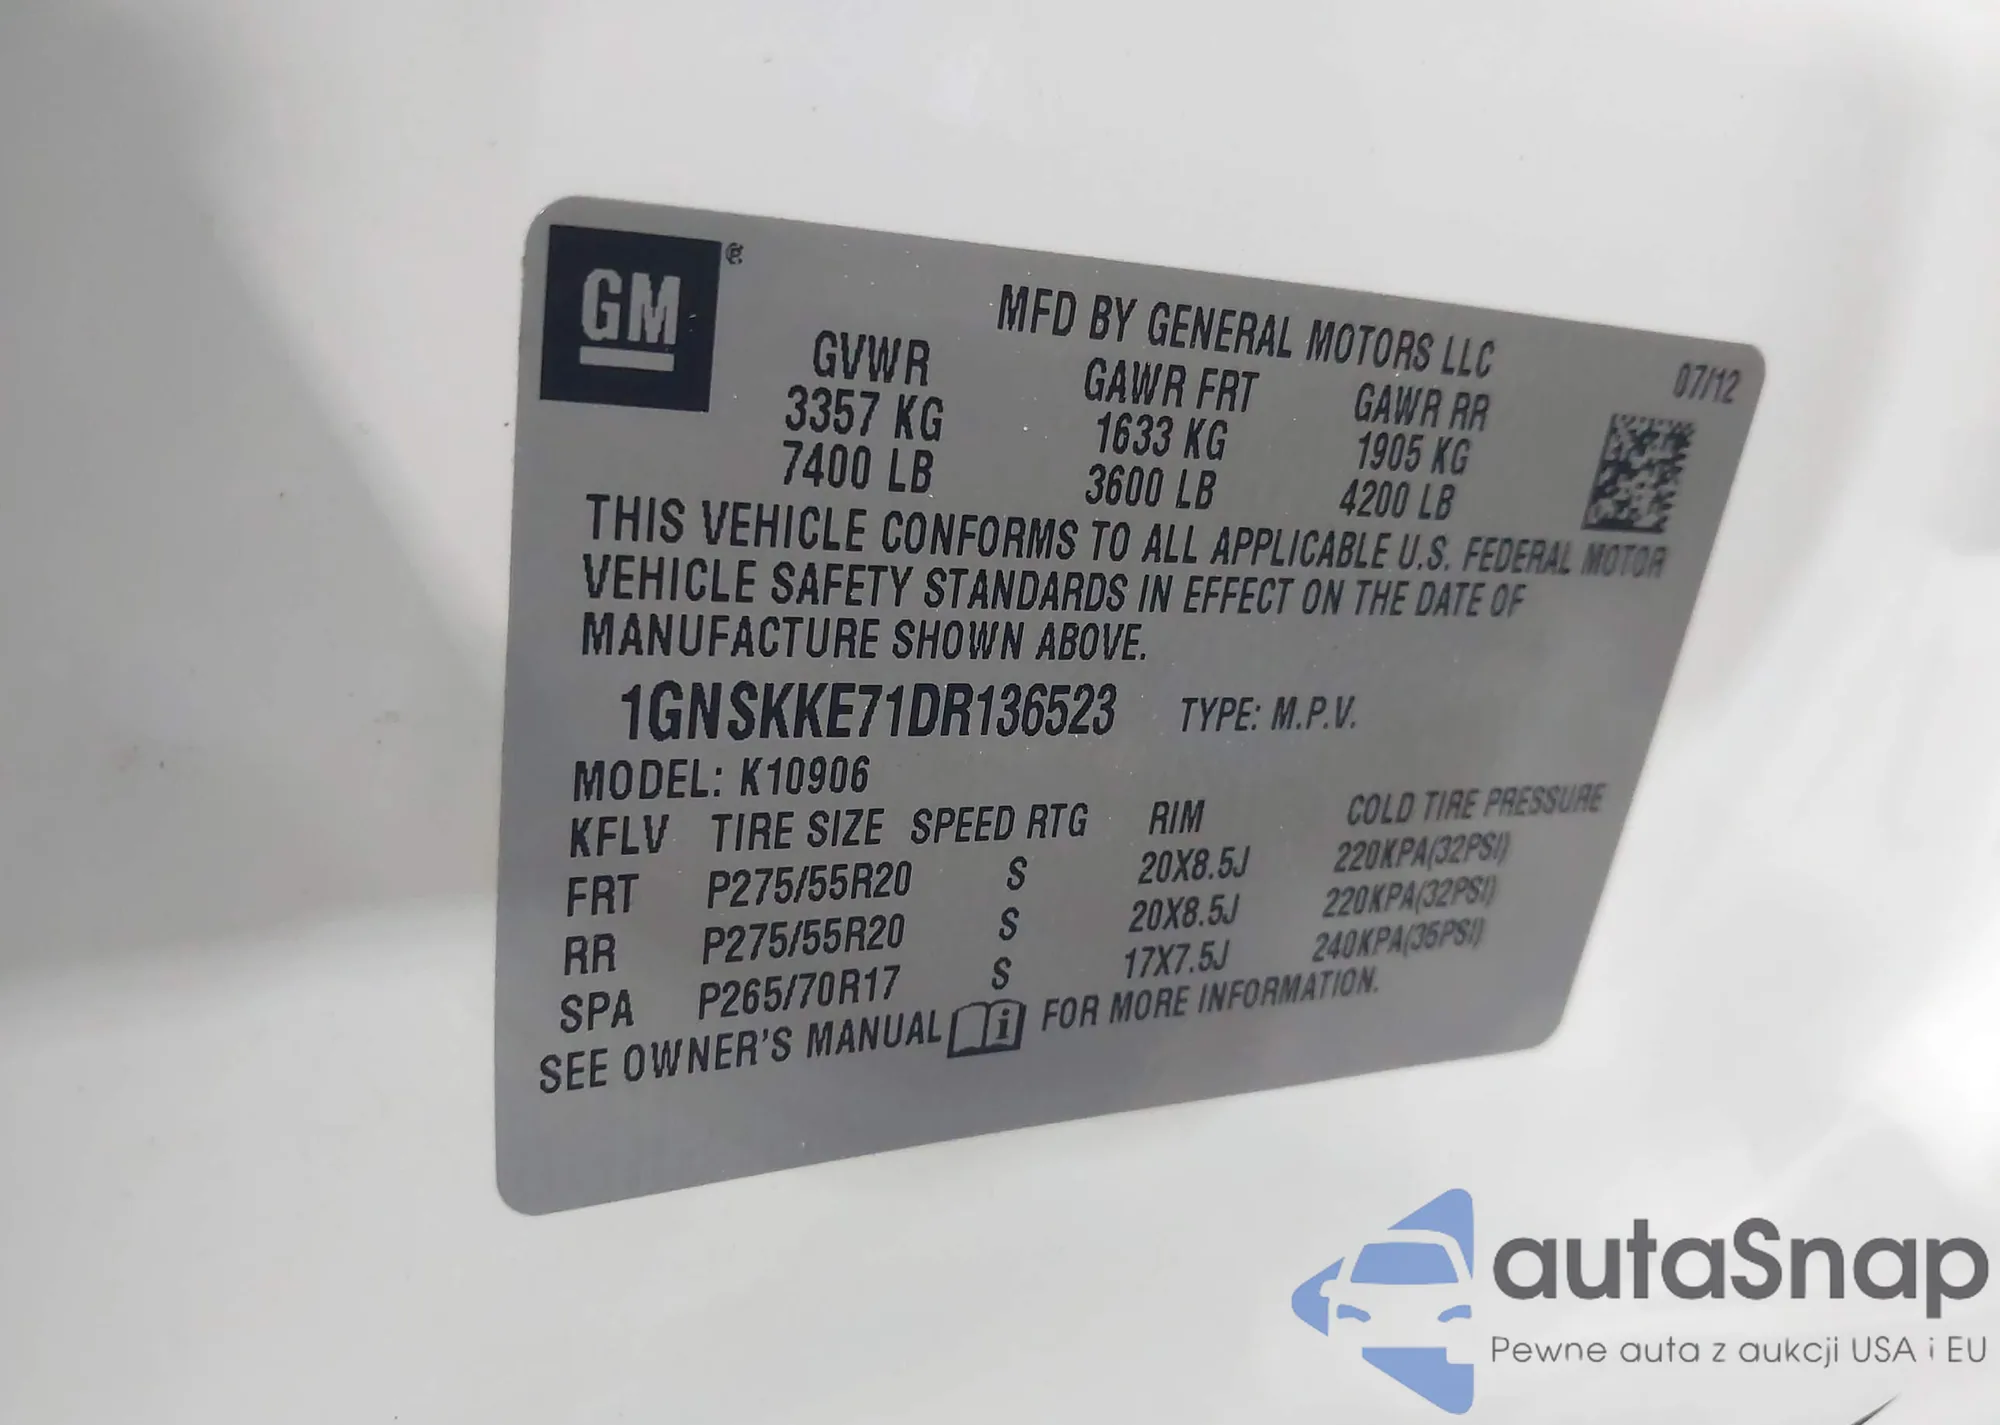 GM
MFD BY GENERAL MOTORS LLC
07/12
GVWR GAWR FRT GAWR RR
3357 KG 1633 KG 1905 KG
7400 LB 3600 LB 4200 LB
THIS VEHICLE CONFORMS TO ALL APPLICABLE U.S. FEDERAL MOTOR
VEHICLE SAFETY STANDARDS IN EFFECT ON THE DATE OF
MANUFACTURE SHOWN ABOVE.
1GNSKKE71DR136523 TYPE: M.P.V.
MODEL: K10906
KFLV TIRE SIZE SPEED RTG RIM COLD TIRE PRESSURE
FRT P275/55R20 S 20X8.5J 220KPA(32PSI)
RR P275/55R20 S 20X8.5J 220KPA(32PSI)
SPA P265/70R17 S 17X7.5J 240KPA(35PSI)
SEE OWNER'S MANUAL FOR MORE INFORMATION.
autaSnap
Pewne auta z aukcji USA i EU